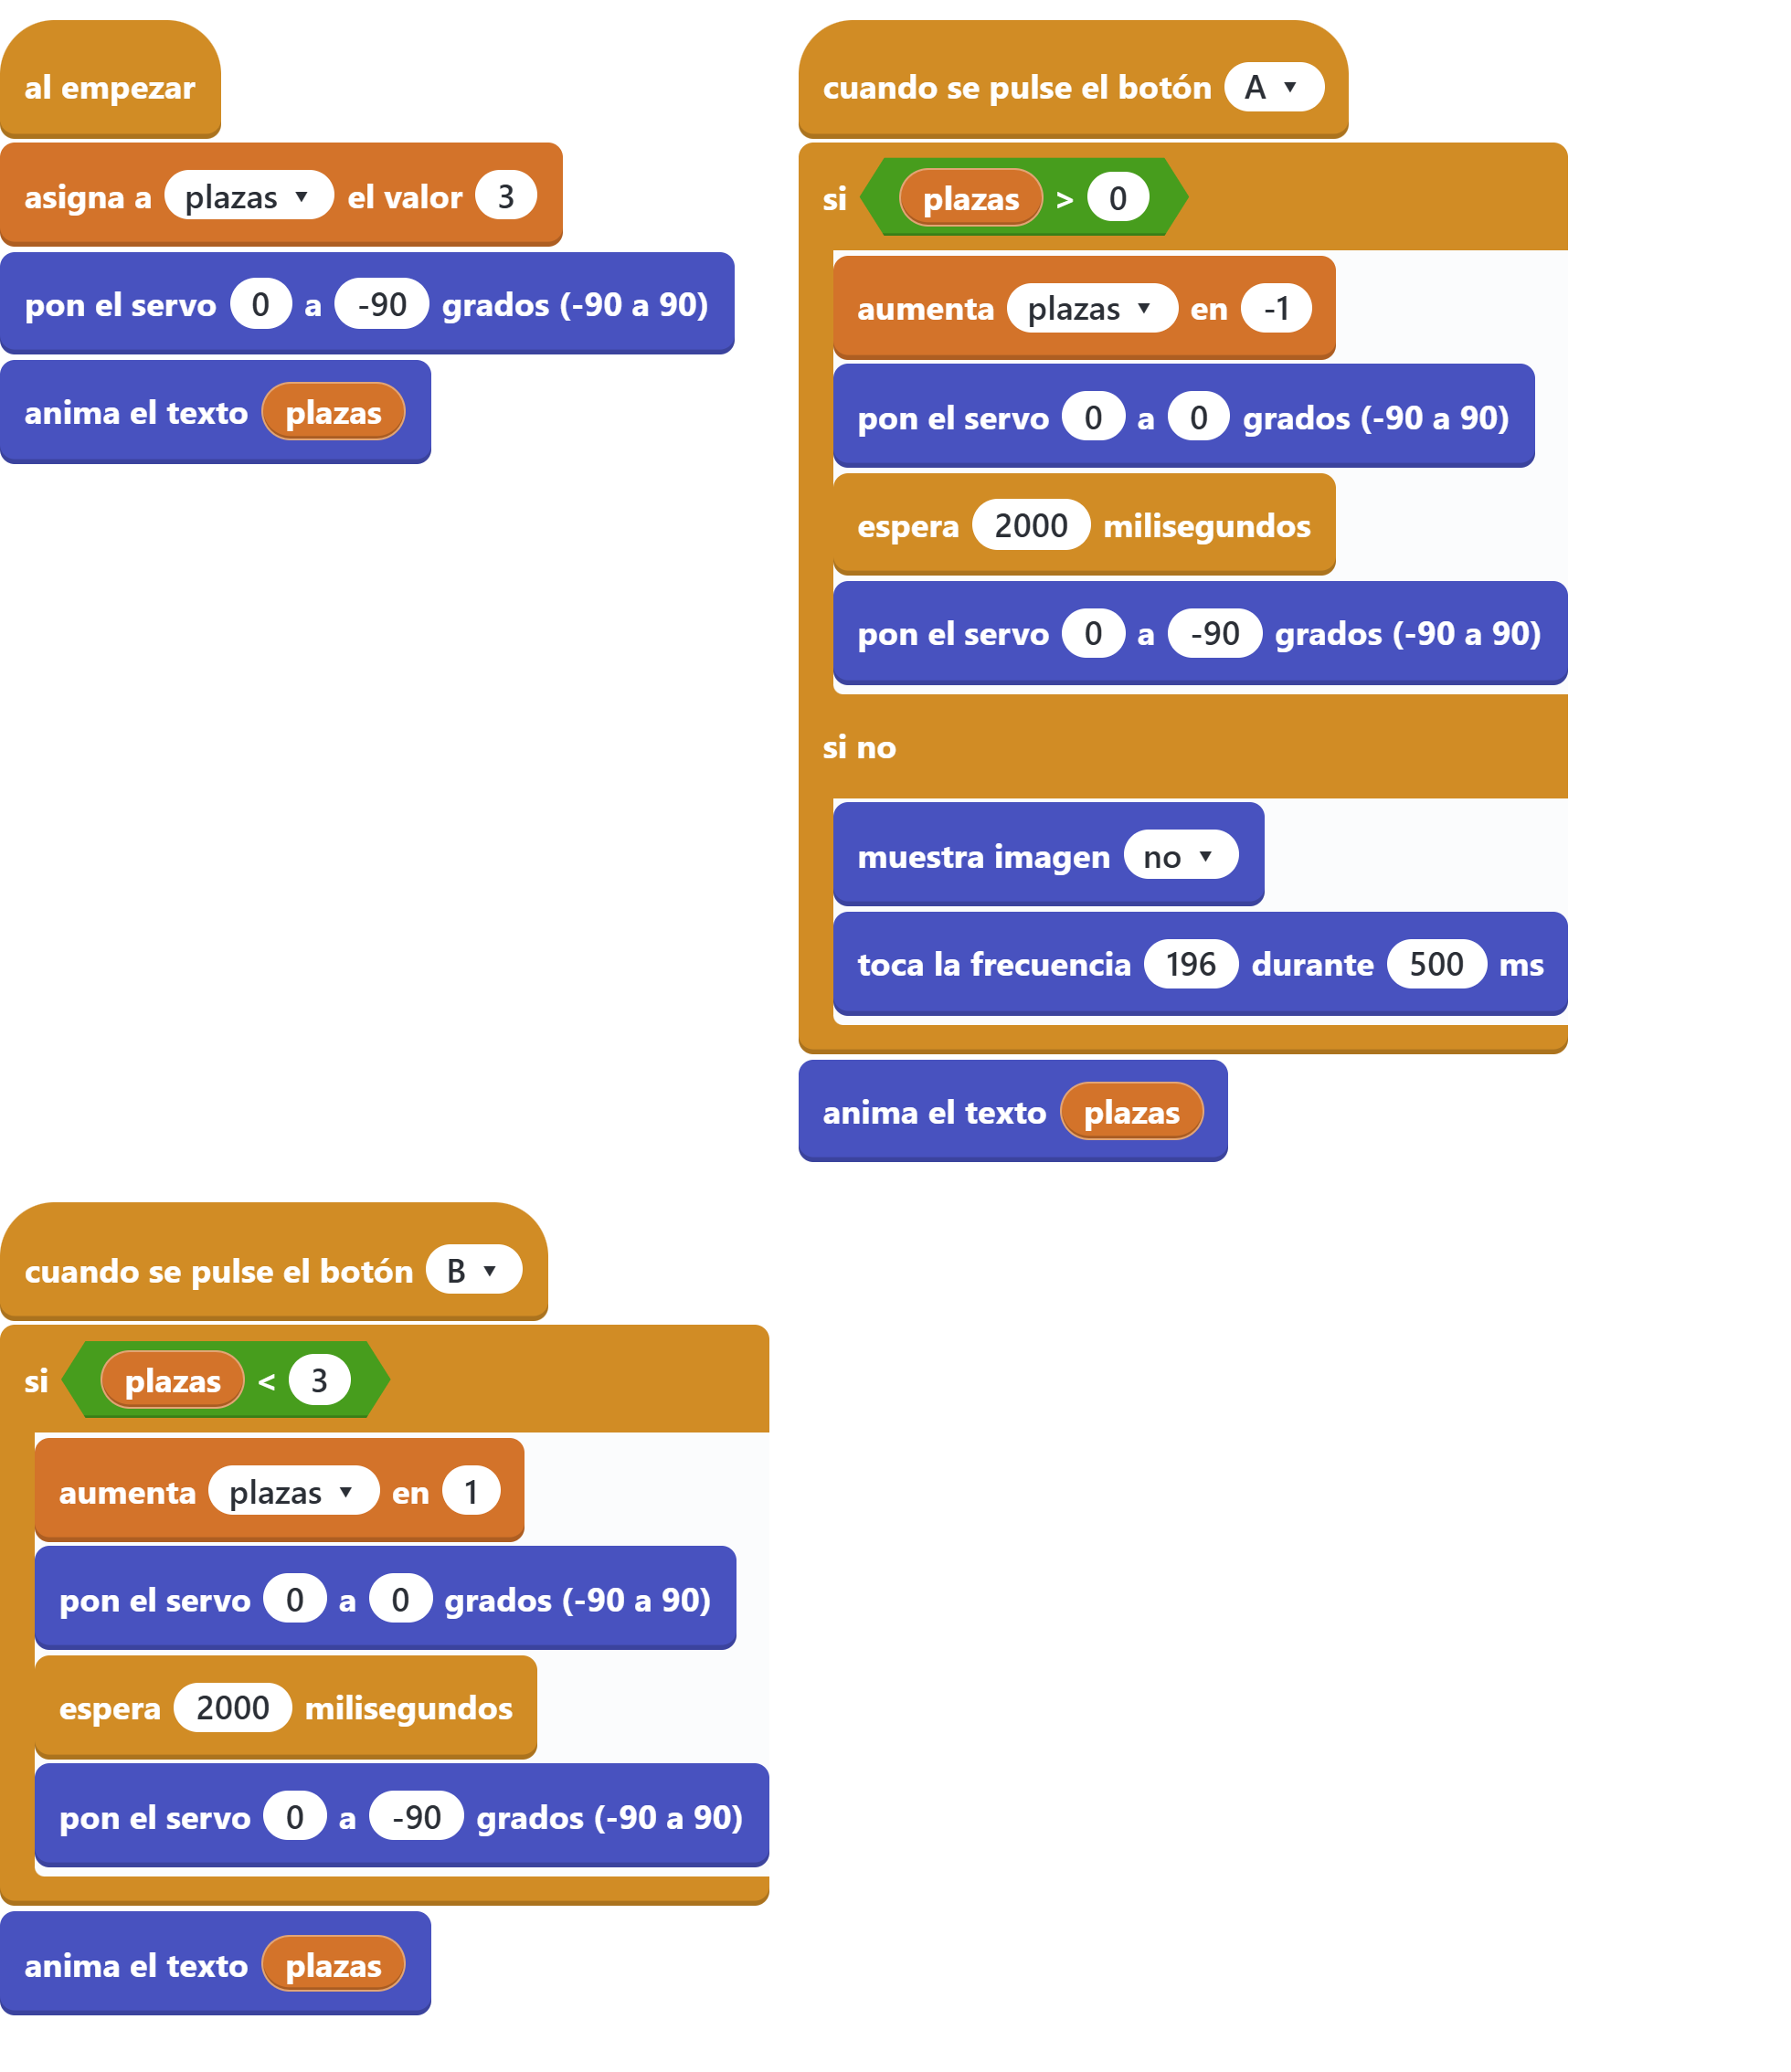 al empezar
asigna a plazas ▼ el valor 3
pon el servo 0 a -90 grados (-90 a 90)
anima el texto plazas
cuando se pulse el botón A ▼
si plazas > 0
aumenta plazas ▼ en -1
pon el servo 0 a 0 grados (-90 a 90)
espera 2000 milisegundos
pon el servo 0 a -90 grados (-90 a 90)
si no
muestra imagen no ▼
toca la frecuencia 196 durante 500 ms
anima el texto plazas
cuando se pulse el botón B ▼
si plazas < 3
aumenta plazas ▼ en 1
pon el servo 0 a 0 grados (-90 a 90)
espera 2000 milisegundos
pon el servo 0 a -90 grados (-90 a 90)
anima el texto plazas